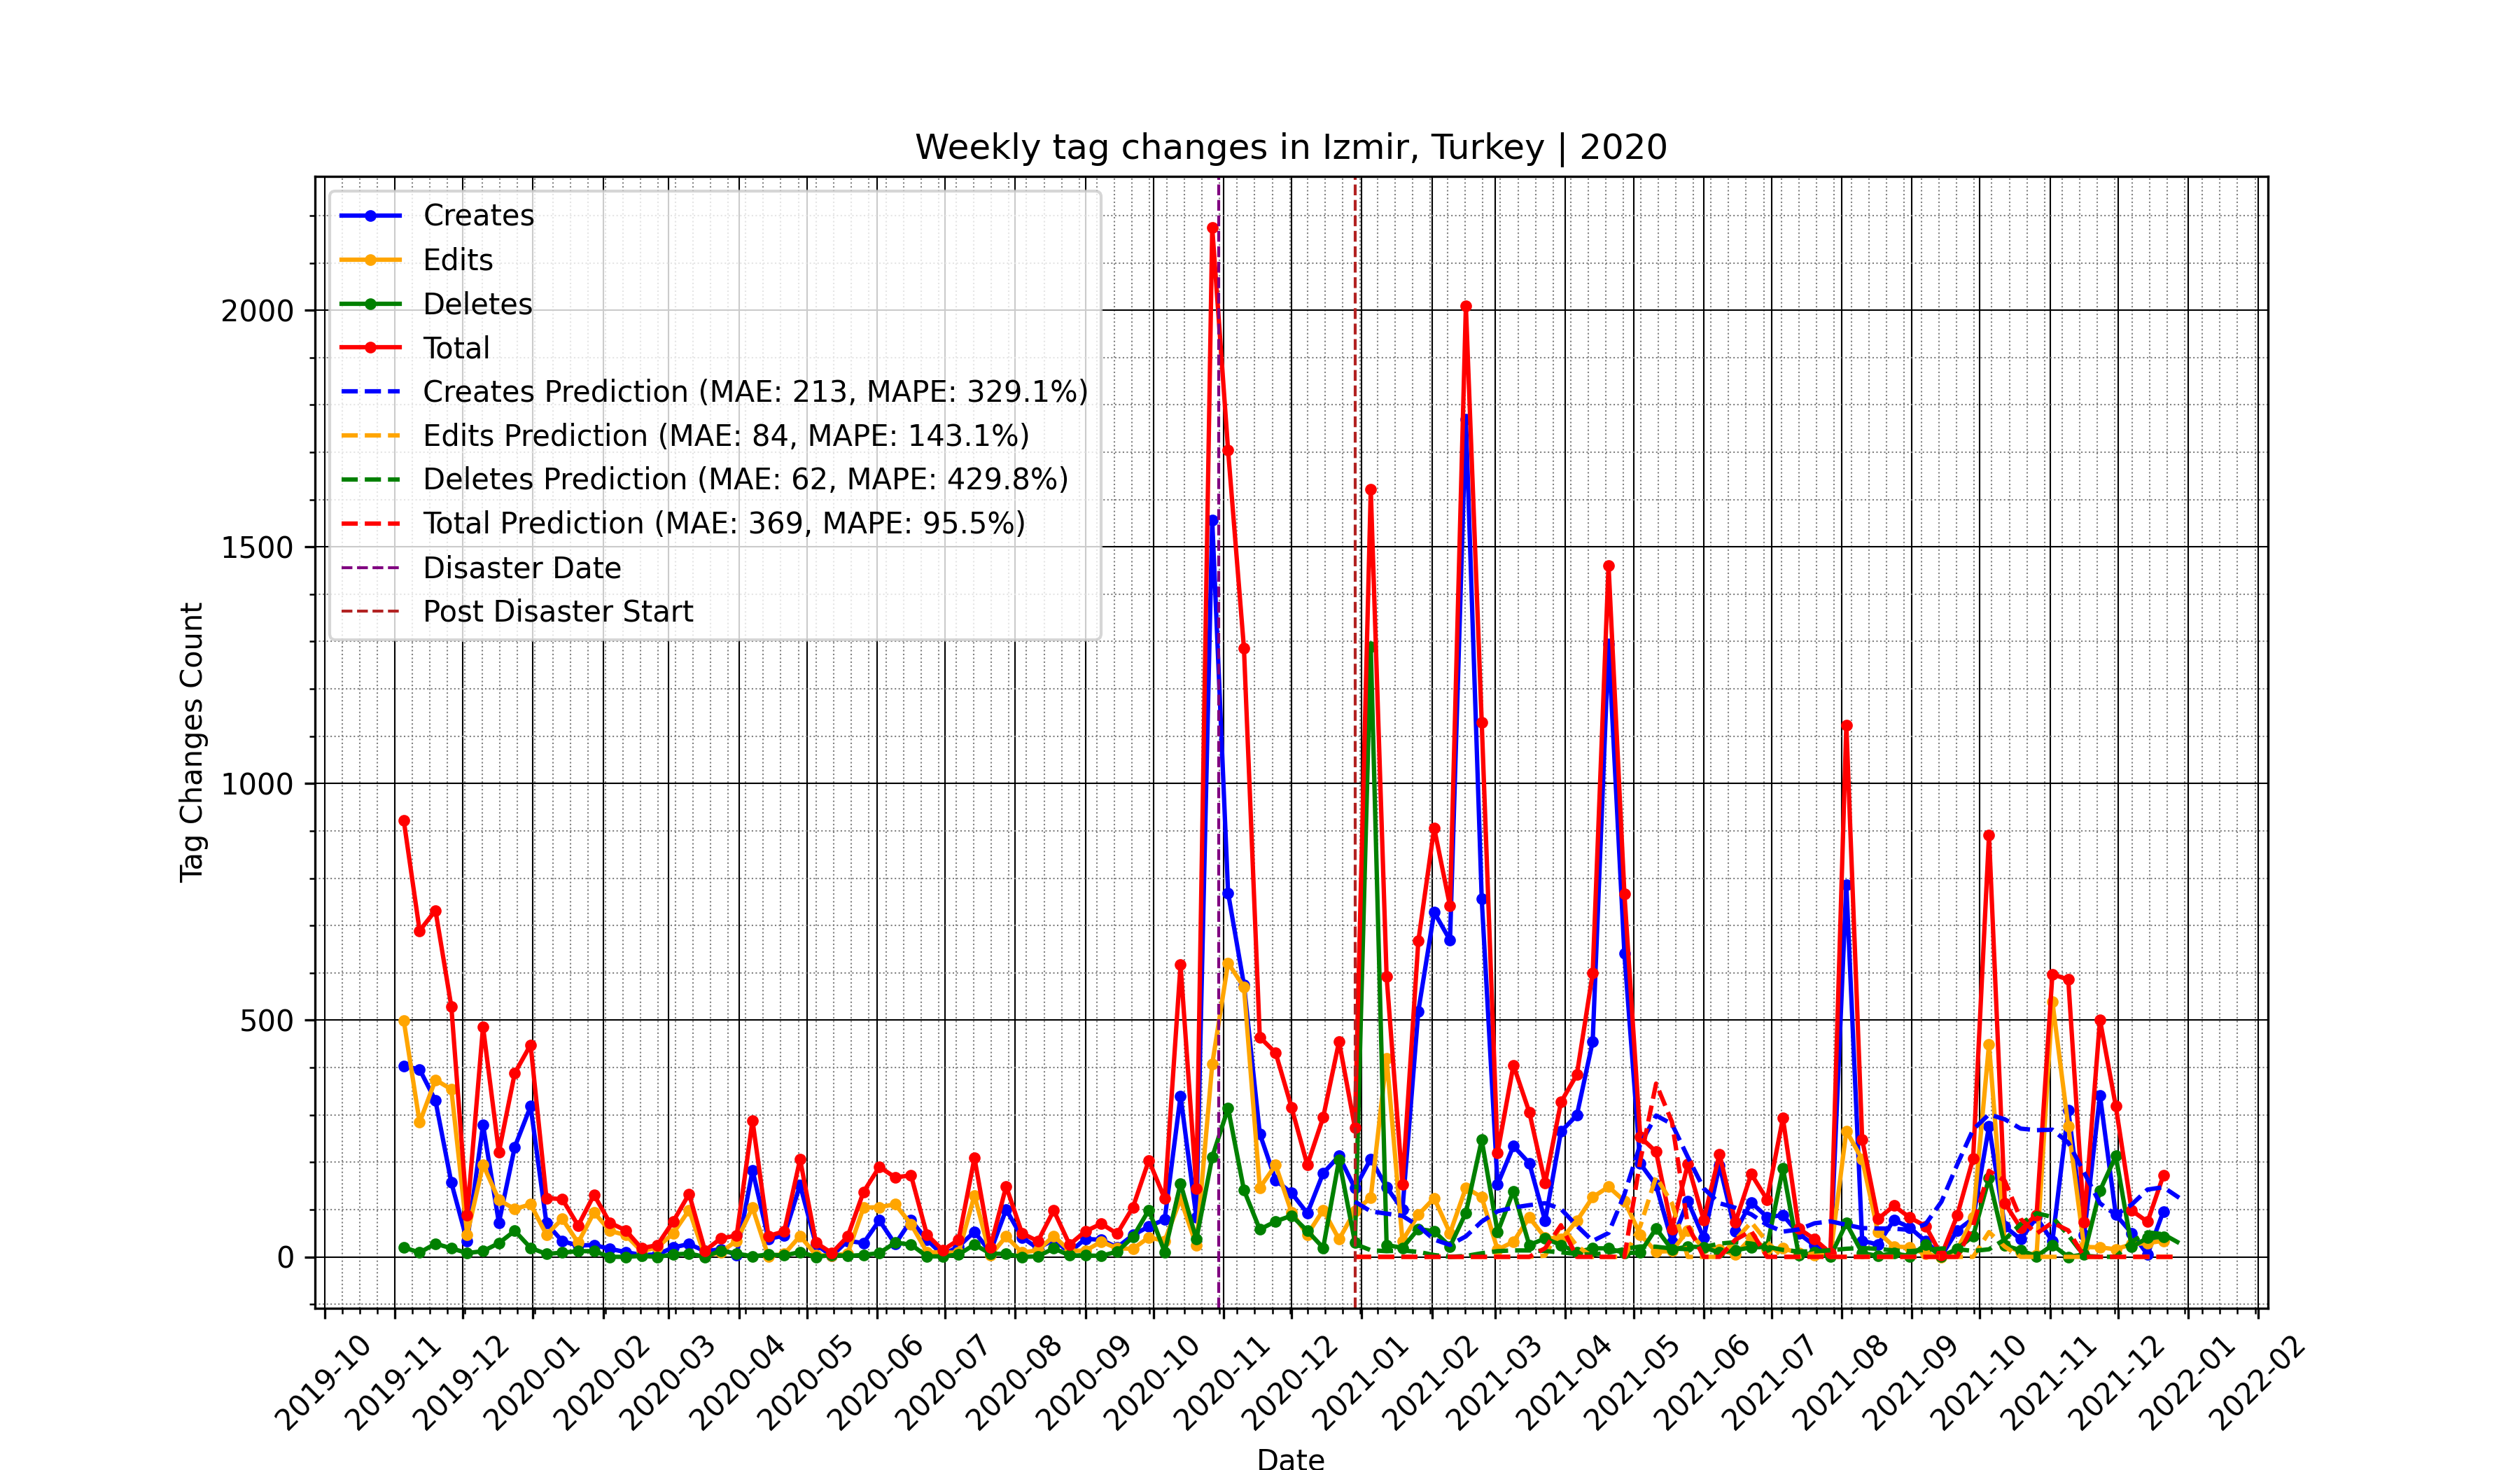 Weekly tag changes in Izmir, Turkey | 2020
Creates
Edits
Deletes
Total
Creates Prediction (MAE: 213, MAPE: 329.1%)
Edits Prediction (MAE: 84, MAPE: 143.1%)
Deletes Prediction (MAE: 62, MAPE: 429.8%)
Total Prediction (MAE: 369, MAPE: 95.5%)
Disaster Date
Post Disaster Start
Tag Changes Count
2000
1500
1000
500
0
2019-10
2019-11
2019-12
2020-01
2020-02
2020-03
2020-04
2020-05
2020-06
2020-07
2020-08
2020-09
2020-10
2020-11
2020-12
2021-01
2021-02
2021-03
2021-04
2021-05
2021-06
2021-07
2021-08
2021-09
2021-10
2021-11
2021-12
2022-01
2022-02
Date